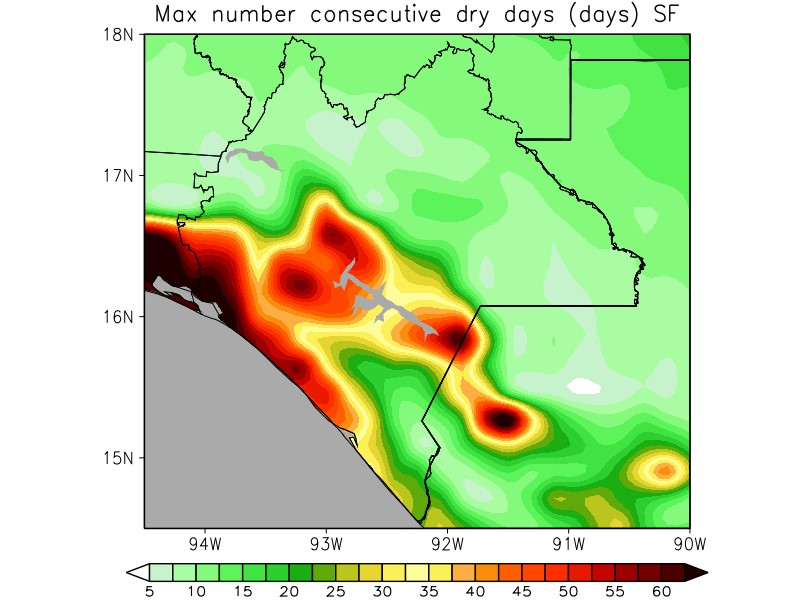 Max number consecutive dry days (days) SF
18N
17N
16N
15N
94W 93W 92W 91W 90W
5 10 15 20 25 30 35 40 45 50 55 60